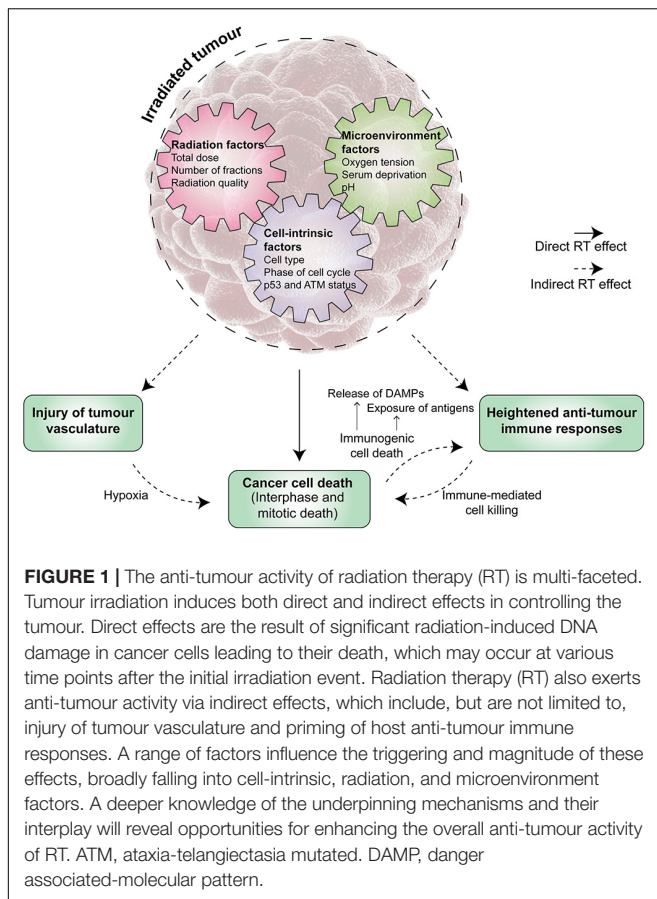 Irradiated tumour
Radiation factors
Total dose
Number of fractions
Radiation quality
Microenvironment
factors
Oxygen tension
Serum deprivation
pH
Cell-intrinsic
factors
Cell type
Phase of cell cycle
p53 and ATM status
Direct RT effect
Indirect RT effect
Injury of tumour
vasculature
Release of DAMPs
Exposure of antigens
Immunogenic
cell death
Heightened anti-tumour
immune responses
Hypoxia
Cancer cell death
(Interphase and
mitotic death)
Immune-mediated
cell killing
FIGURE 1 | The anti-tumour activity of radiation therapy (RT) is multi-faceted.
Tumour irradiation induces both direct and indirect effects in controlling the
tumour. Direct effects are the result of significant radiation-induced DNA
damage in cancer cells leading to their death, which may occur at various
time points after the initial irradiation event. Radiation therapy (RT) also exerts
anti-tumour activity via indirect effects, which include, but are not limited to,
injury of tumour vasculature and priming of host anti-tumour immune
responses. A range of factors influence the triggering and magnitude of these
effects, broadly falling into cell-intrinsic, radiation, and microenvironment
factors. A deeper knowledge of the underpinning mechanisms and their
interplay will reveal opportunities for enhancing the overall anti-tumour activity
of RT. ATM, ataxia-telangiectasia mutated. DAMP, danger
associated-molecular pattern.